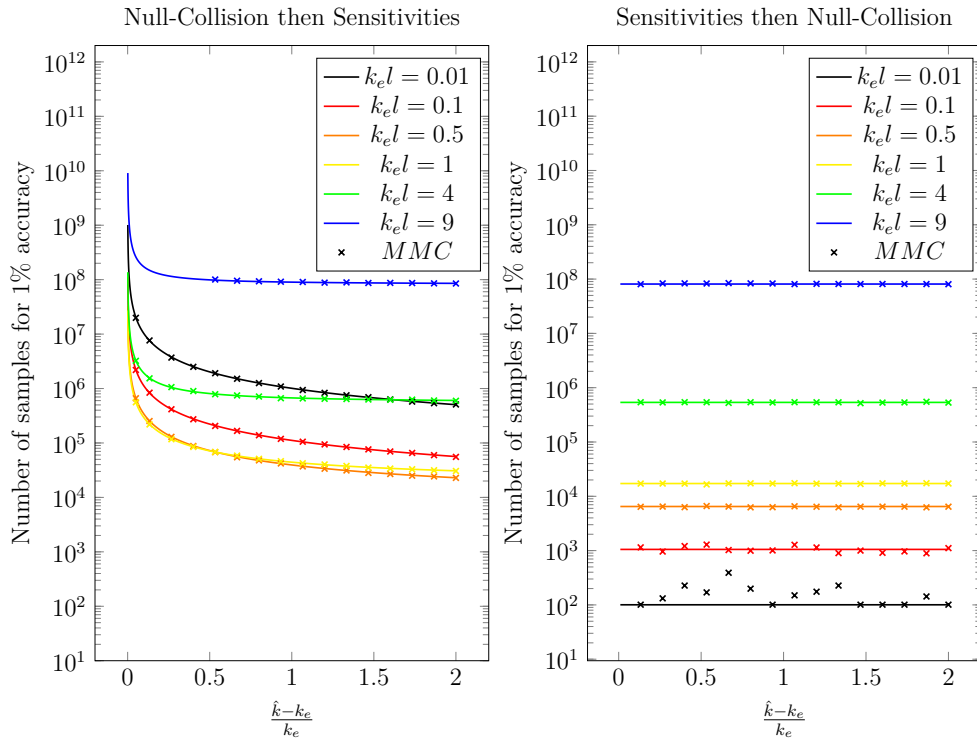 Null-Collision then Sensitivities
Number of samples for 1% accuracy
10^12
10^11
10^10
10^9
10^8
10^7
10^6
10^5
10^4
10^3
10^2
10^1
k_e l = 0.01
k_e l = 0.1
k_e l = 0.5
k_e l = 1
k_e l = 4
k_e l = 9
MMC
0 0.5 1 1.5 2
\frac{\hat{k}-k_e}{k_e}
Sensitivities then Null-Collision
Number of samples for 1% accuracy
10^12
10^11
10^10
10^9
10^8
10^7
10^6
10^5
10^4
10^3
10^2
10^1
k_e l = 0.01
k_e l = 0.1
k_e l = 0.5
k_e l = 1
k_e l = 4
k_e l = 9
MMC
0 0.5 1 1.5 2
\frac{\hat{k}-k_e}{k_e}